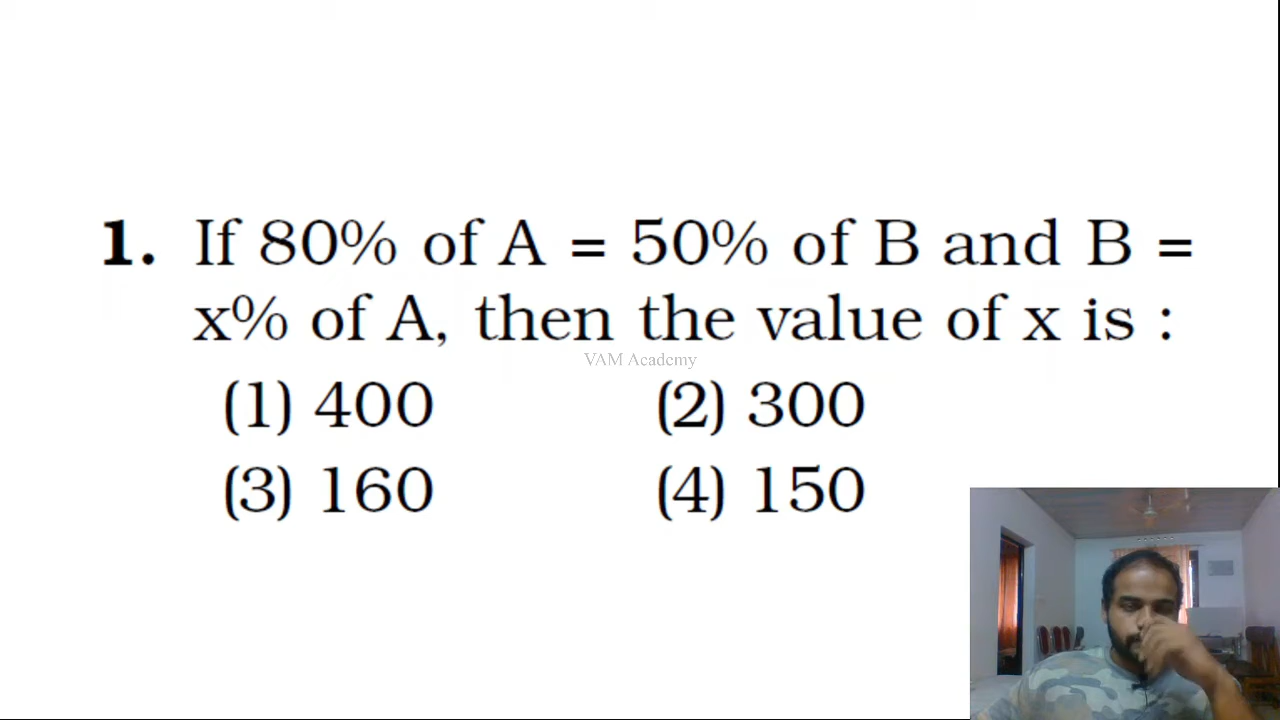 1. If 80% of A = 50% of B and B =
x% of A, then the value of x is :
VAM Academy
(1) 400 (2) 300
(3) 160 (4) 150